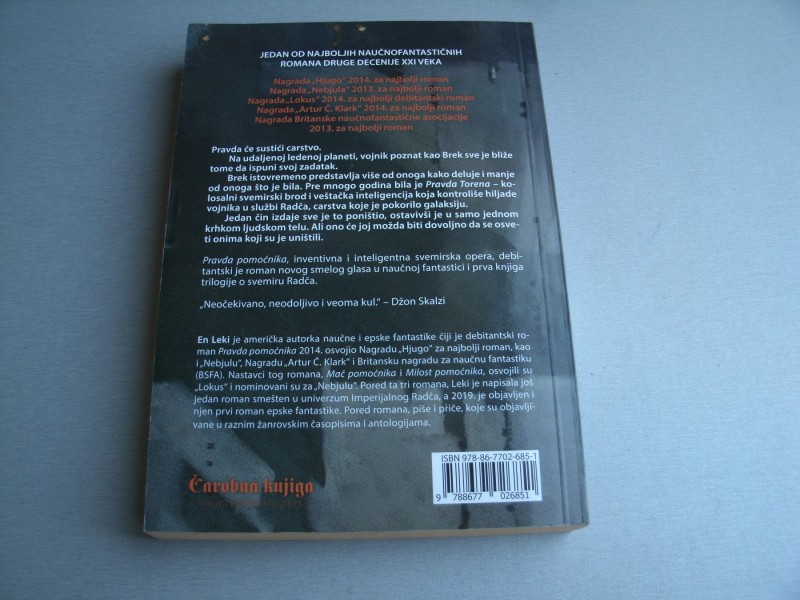 JEDAN OD NAJBOLJIH NAUČNOFANTASTIČNIH
ROMANA DRUGE DECENIJE XXI VEKA
Nagrada „Hjugo“ 2014. za najbolji roman
Nagrada „Nebjula“ 2013. za najbolji roman
Nagrada „Lokus“ 2014. za najbolji debitantski roman
Nagrada „Artur Č. Klark“ 2014. za najbolji roman
Nagrada Britanske naučnofantastične asocijacije
2013. za najbolji roman
Pravda će sustići carstvo.
Na udaljenoj ledenoj planeti, vojnik poznat kao Brek sve je bliže
tome da ispuni svoj zadatak.
Brek istovremeno predstavlja više od onoga kako deluje i manje
od onoga što je bila. Pre mnogo godina bila je Pravda Torena – ko-
losalni svemirski brod i veštačka inteligencija koja kontroliše hiljade
vojnika u službi Radča, carstva koje je pokorilo galaksiju.
Jedan čin izdaje sve je to poništio, ostavivši je u samo jednom
krhkom ljudskom telu. Ali ono će joj možda biti dovoljno da se osve-
ti onima koji su je uništili.
Pravda pomoćnika, inventivna i inteligentna svemirska opera, debi-
tantski je roman novog smelog glasa u naučnoj fantastici i prva knjiga
trilogije o svemiru Radča.
„Neočekivano, neodoljivo i veoma kul.“ – Džon Skalzi
En Leki je američka autorka naučne i epske fantastike čiji je debitantski ro-
man Pravda pomoćnika 2014. osvojio Nagradu „Hjugo“ za najbolji roman, kao
i „Nebjulu“, Nagradu „Artur Č. Klark“ i Britansku nagradu za naučnu fantastiku
(BSFA). Nastavci tog romana, Mač pomoćnika i Milost pomoćnika, osvojili su
„Lokus“ i nominovani su za „Nebjulu“. Pored ta tri romana, Leki je napisala još
jedan roman smešten u univerzum Imperijalnog Radča, a 2019. je objavljen i
njen prvi roman epske fantastike. Pored romana, piše i priče, koje su objavlji-
vane u raznim žanrovskim časopisima i antologijama.
ISBN 978-86-7702-685-1
9 788677 026851
Čarobna knjiga